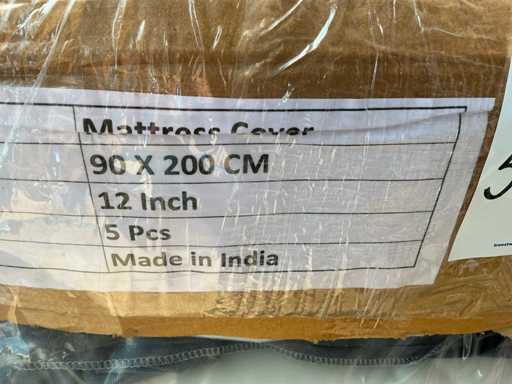 Mattress Cover
90 X 200 CM
12 Inch
5 Pcs
Made in India